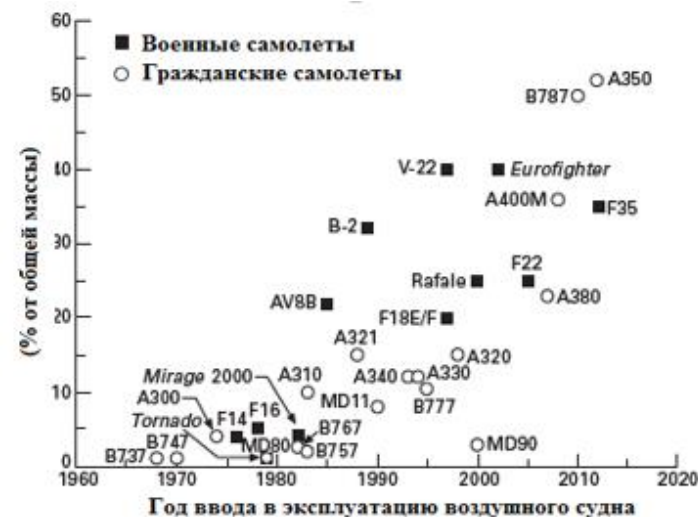 (% от общей массы)
60
50
40
30
20
10
0
Военные самолеты
Гражданские самолеты
A350
B787
V-22
Eurofighter
A400M
F35
B-2
Rafale
F22
AV8B
A380
F18E/F
A321
A320
Mirage 2000
A310
A340
A330
A300
MD11
B777
Tornado
F14
F16
B767
B747
MD80
B737
B757
MD90
1960
1970
1980
1990
2000
2010
2020
Год ввода в эксплуатацию воздушного судна